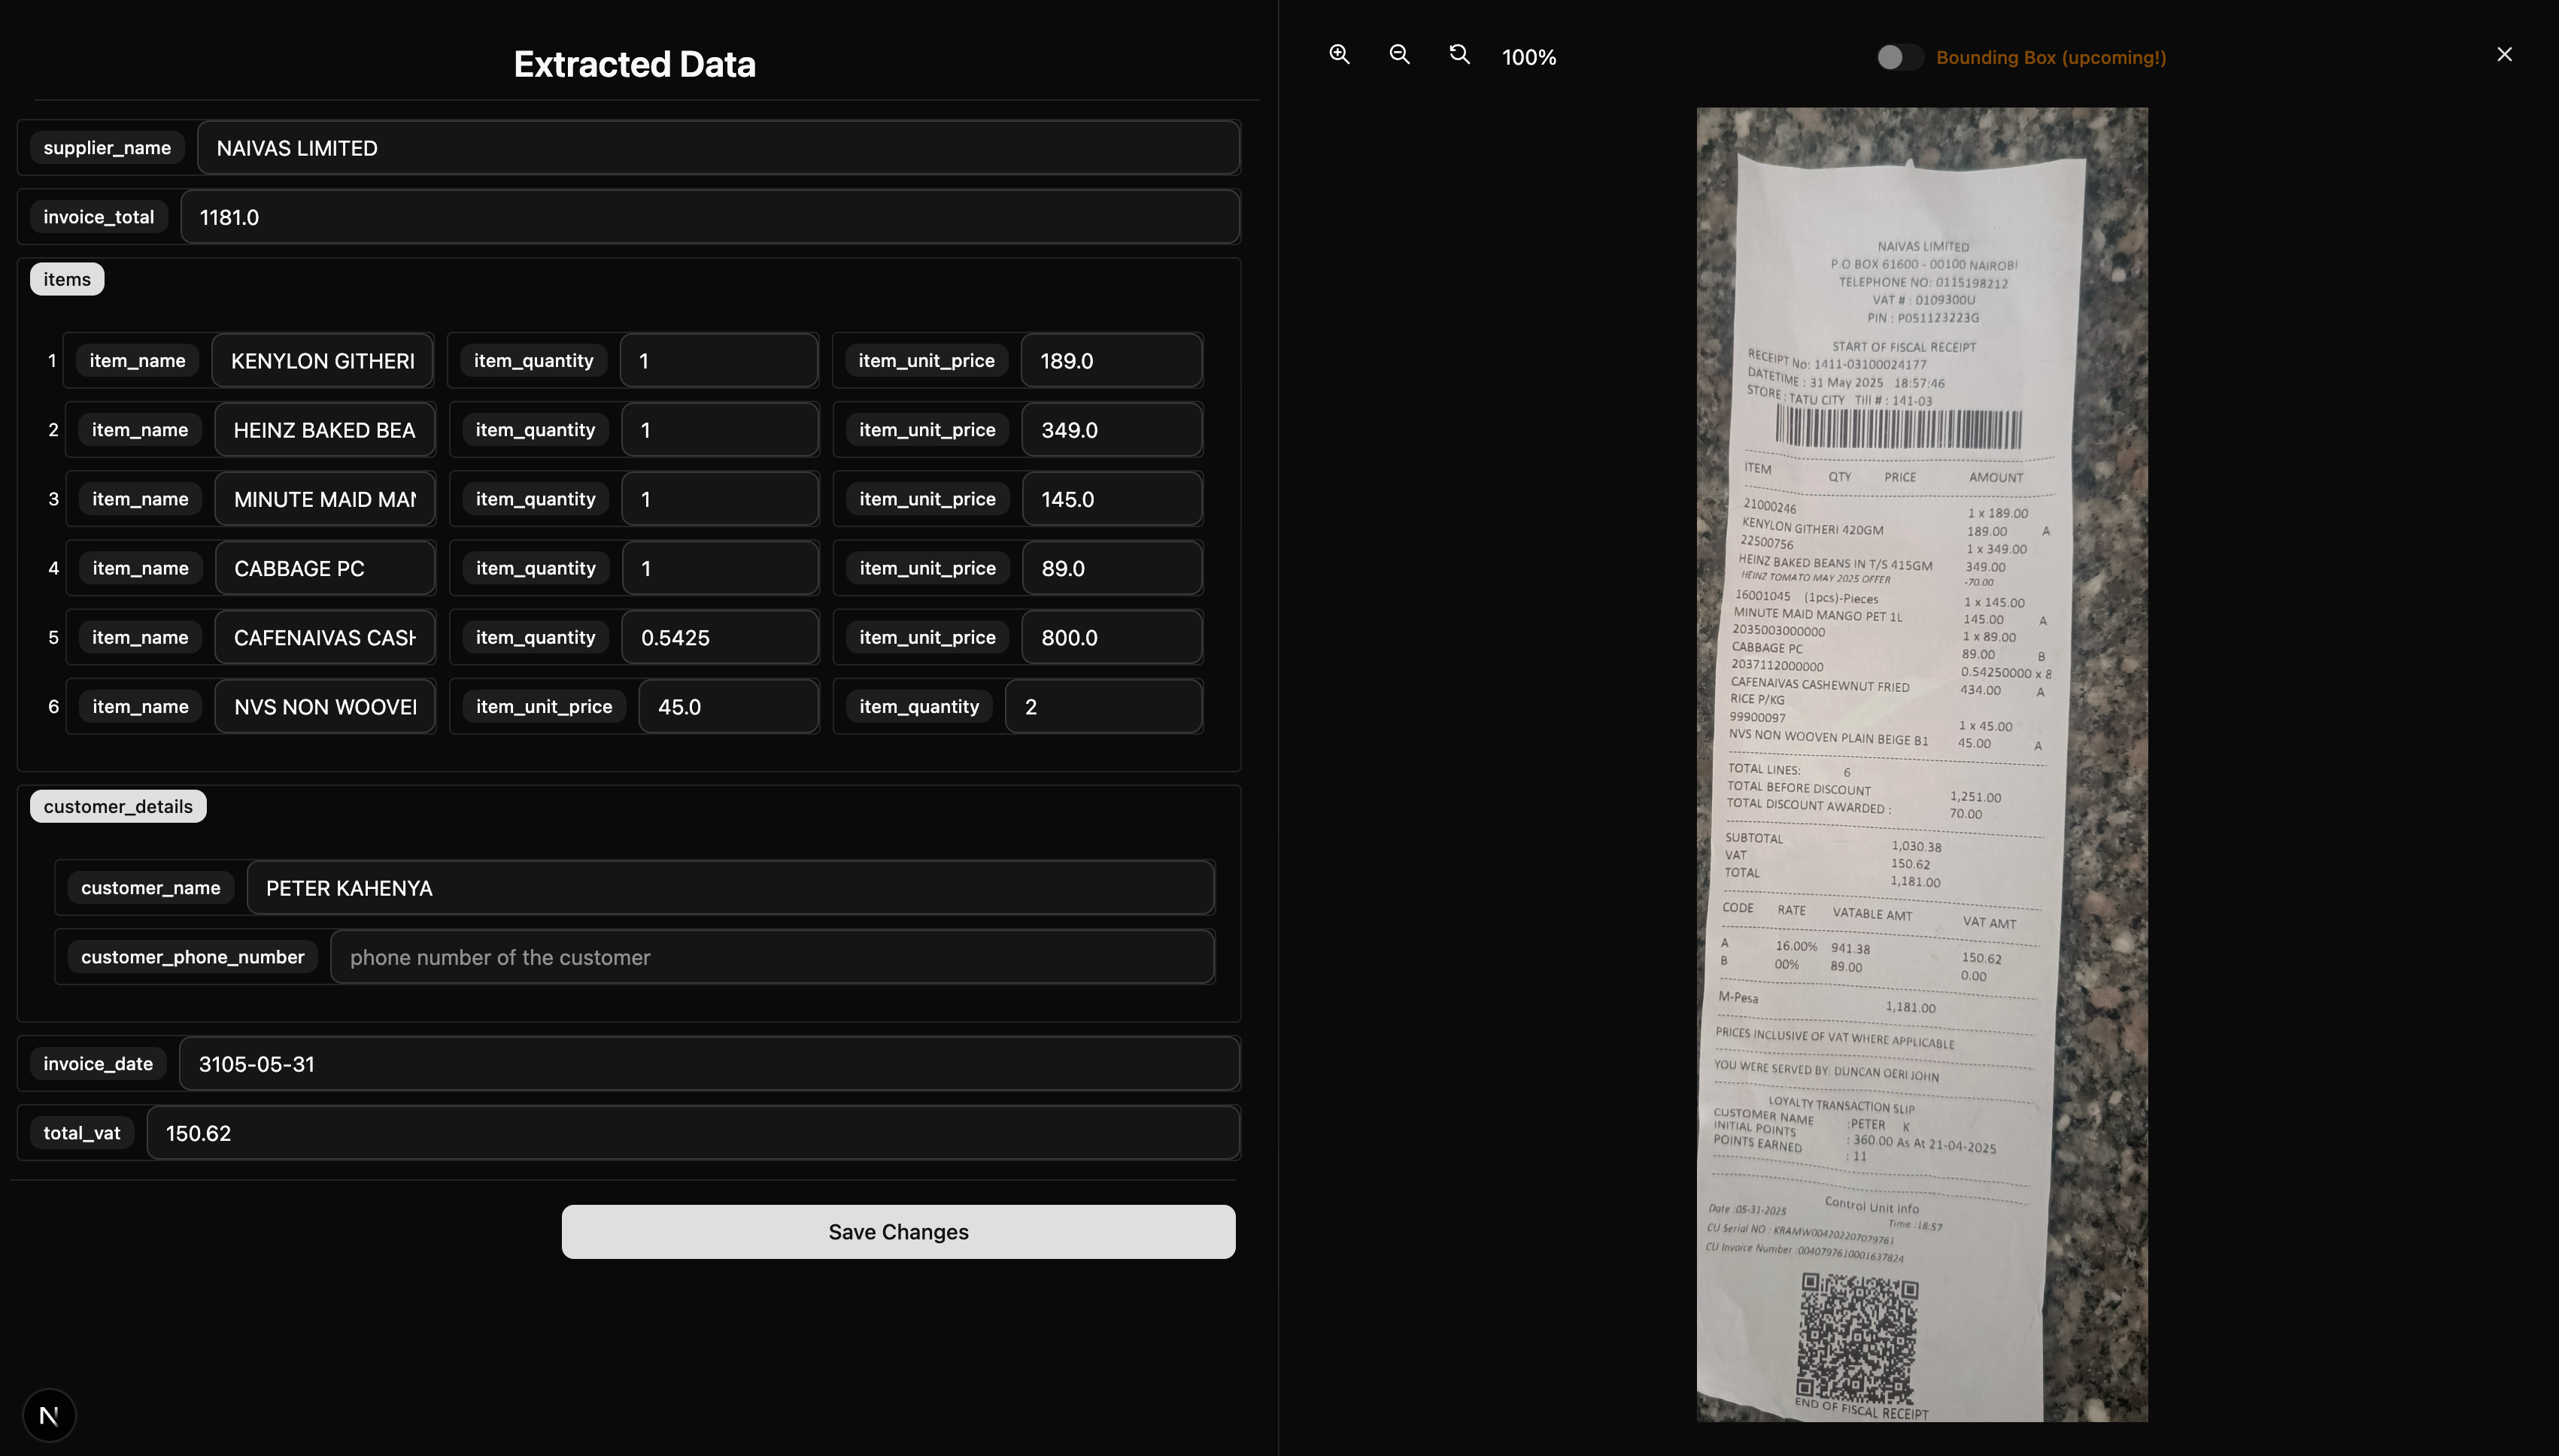 Extracted Data
supplier_name NAIVAS LIMITED
invoice_total 1181.0
items
1 item_name KENYLON GITHERI item_quantity 1 item_unit_price 189.0
2 item_name HEINZ BAKED BEA item_quantity 1 item_unit_price 349.0
3 item_name MINUTE MAID MAN item_quantity 1 item_unit_price 145.0
4 item_name CABBAGE PC item_quantity 1 item_unit_price 89.0
5 item_name CAFENAIVAS CASH item_quantity 0.5425 item_unit_price 800.0
6 item_name NVS NON WOOVEN item_unit_price 45.0 item_quantity 2
customer_details
customer_name PETER KAHENYA
customer_phone_number phone number of the customer
invoice_date 3105-05-31
total_vat 150.62
Save Changes
N
100% Bounding Box (upcoming!)
NAIVAS LIMITED
P.O BOX 61600 - 00100 NAIROBI
TELEPHONE NO: 0115198212
VAT # : 0109300U
PIN : P051123223G
START OF FISCAL RECEIPT
RECEIPT No: 1411-03100024177
DATETIME : 31 May 2025 18:57:46
STORE : TATU CITY Till # : 141-03
ITEM QTY PRICE AMOUNT
21000246 1 x 189.00
KENYLON GITHERI 420GM 189.00 A
22500756 1 x 349.00
HEINZ BAKED BEANS IN T/S 415GM 349.00
HEINZ TOMATO MAY 2025 OFFER -70.00
16001045 (1pcs)-Pieces 1 x 145.00
MINUTE MAID MANGO PET 1L 145.00 A
2035003000000 1 x 89.00
CABBAGE PC 89.00 B
2037112000000 0.54250000 x 8
CAFENAIVAS CASHEWNUT FRIED 434.00 A
RICE P/KG
99900097 1 x 45.00
NVS NON WOOVEN PLAIN BEIGE B1 45.00 A
TOTAL LINES: 6
TOTAL BEFORE DISCOUNT 1,251.00
TOTAL DISCOUNT AWARDED : 70.00
SUBTOTAL 1,030.38
VAT 150.62
TOTAL 1,181.00
CODE RATE VATABLE AMT VAT AMT
A 16.00% 941.38 150.62
B 00% 89.00 0.00
M-Pesa 1,181.00
PRICES INCLUSIVE OF VAT WHERE APPLICABLE
YOU WERE SERVED BY: DUNCAN OERI JOHN
LOYALTY TRANSACTION SLIP
CUSTOMER NAME :PETER K
INITIAL POINTS : 360.00 As At 21-04-2025
POINTS EARNED : 11
Control Unit Info
Date :05-31-2025 Time :18:57
CU Serial NO : KRAMW004202207079761
CU Invoice Number :0040797610001637824
END OF FISCAL RECEIPT